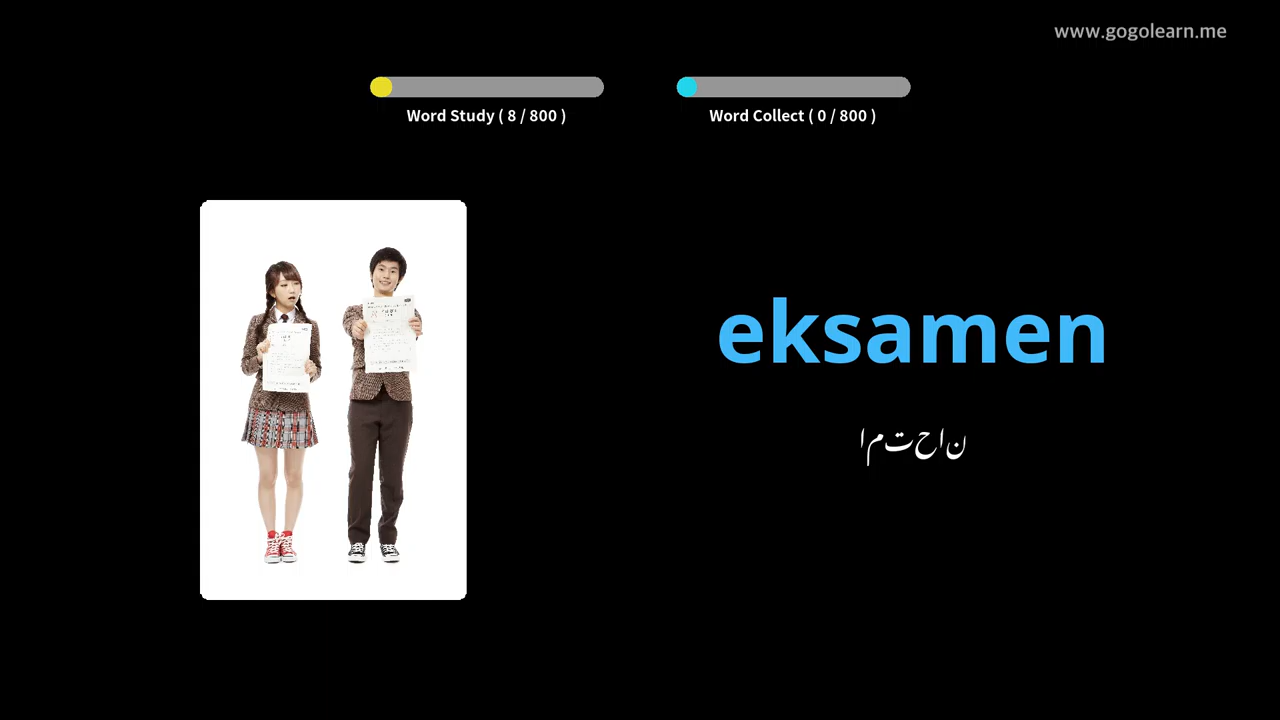 www.gogolearn.me
Word Study ( 8 / 800 )
Word Collect ( 0 / 800 )
eksamen
امتحان